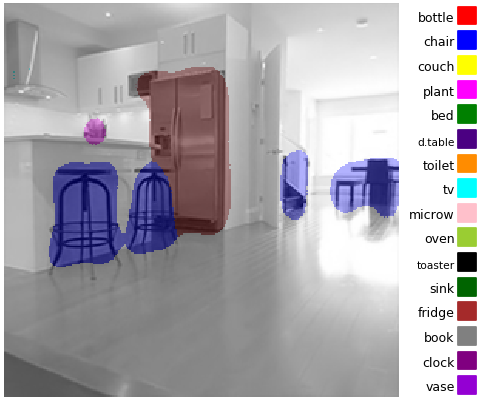 bottle
chair
couch
plant
bed
d.table
toilet
tv
microw
oven
toaster
sink
fridge
book
clock
vase